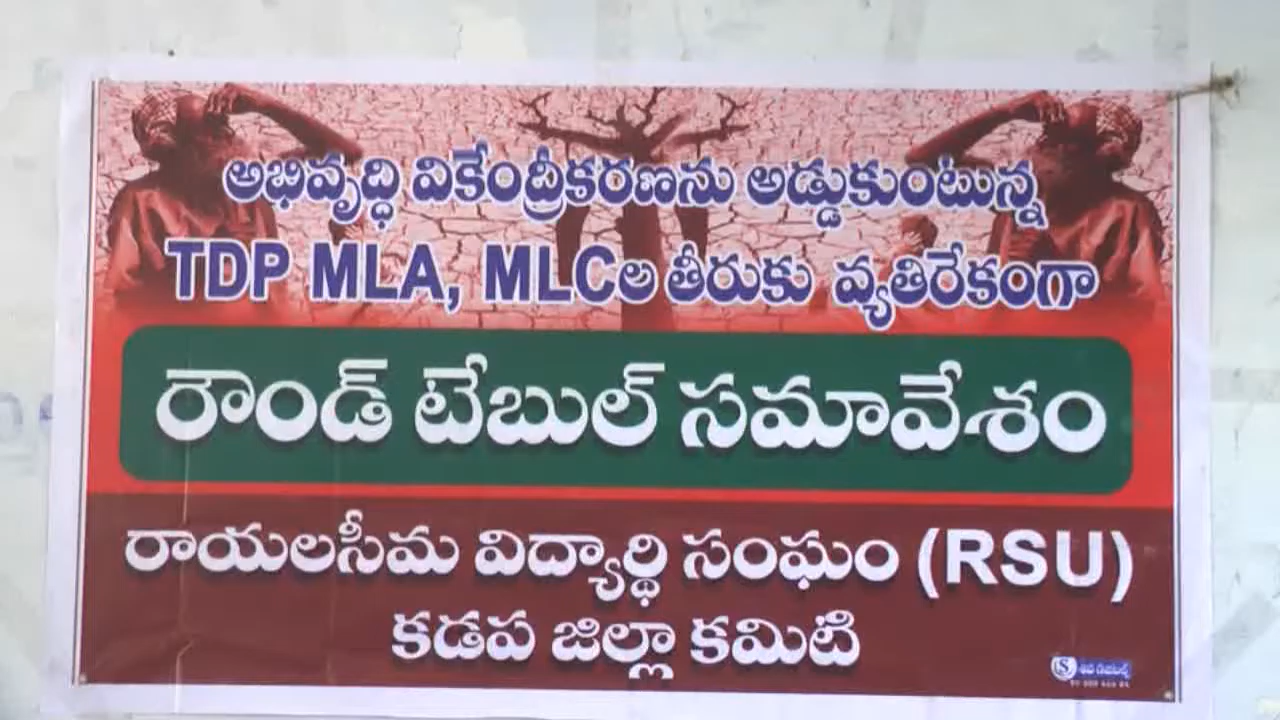 అభివృద్ధి వికేంద్రీకరణను అడ్డుకుంటున్న
TDP MLA, MLCల తీరుకు వ్యతిరేకంగా
రౌండ్ టేబుల్ సమావేశం
రాయలసీమ విద్యార్థి సంఘం (RSU)
కడప జిల్లా కమిటి